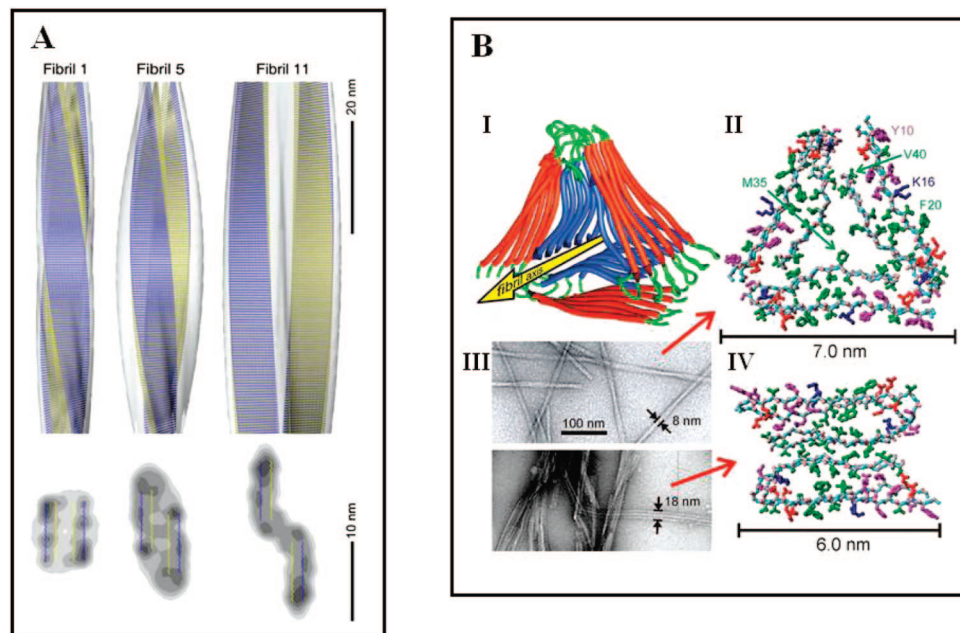 A
Fibril 1
Fibril 5
Fibril 11
20 nm
10 nm
B
I
fibril axis
II
Y10
V40
M35
K16
F20
7.0 nm
III
100 nm
8 nm
18 nm
IV
6.0 nm